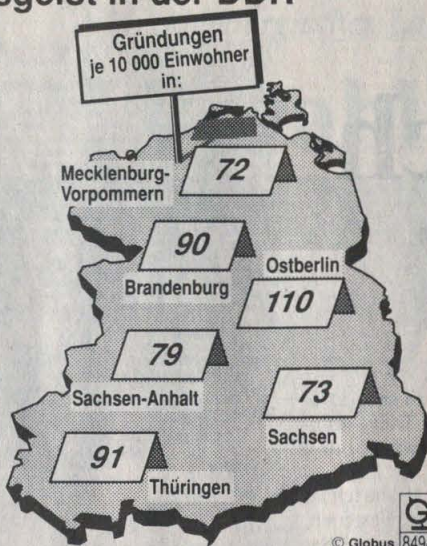 in der DDR
Gründungen
je 10 000 Einwohner
in:
Mecklenburg-
Vorpommern
72
90
Brandenburg
Ostberlin
110
79
Sachsen-Anhalt
73
Sachsen
91
Thüringen
© Globus